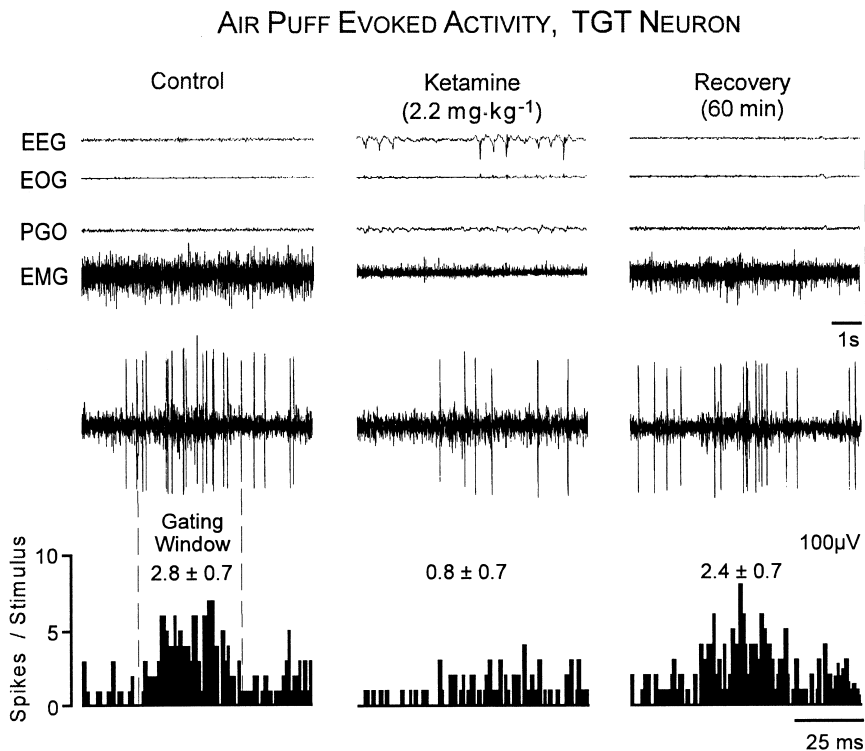 AIR PUFF EVOKED ACTIVITY, TGT NEURON
Control
Ketamine
(2.2 mg·kg⁻¹)
Recovery
(60 min)
EEG
EOG
PGO
EMG
1s
Gating
Window
100µV
2.8 ± 0.7
0.8 ± 0.7
2.4 ± 0.7
Spikes / Stimulus
10
5
0
25 ms